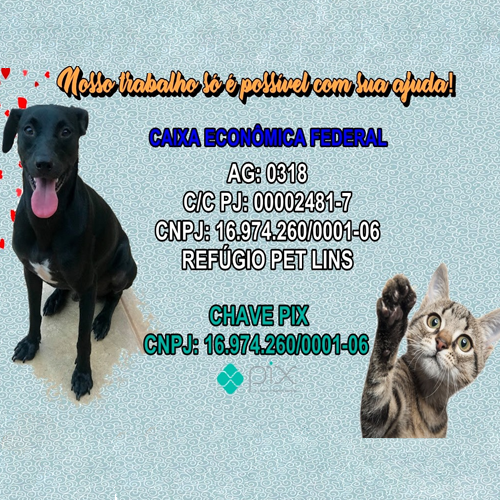 Nosso trabalho só é possível com sua ajuda!
CAIXA ECONÔMICA FEDERAL
AG: 0318
C/C PJ: 00002481-7
CNPJ: 16.974.260/0001-06
REFÚGIO PET LINS
CHAVE PIX
CNPJ: 16.974.260/0001-06
pix